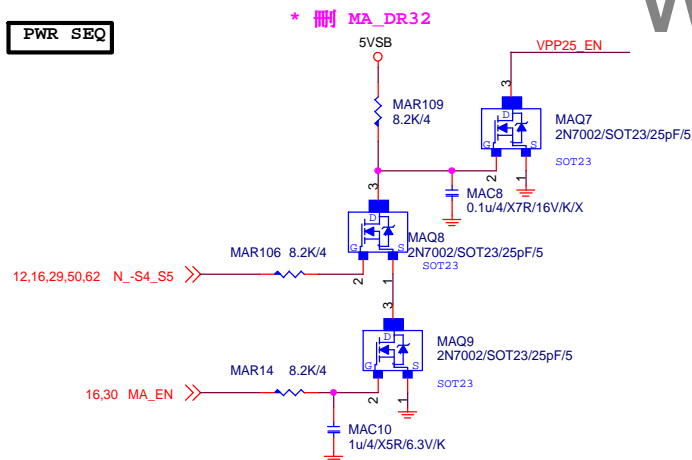 * 刪 MA_DR32
PWR SEQ
5VSB
VPP25_EN
3
MAR109
8.2K/4
D
G
S
MAQ7
2N7002/SOT23/25pF/5
SOT23
2
1
3
MAC8
0.1u/4/X7R/16V/K/X
D
G
S
MAQ8
2N7002/SOT23/25pF/5
SOT23
MAR106 8.2K/4
12,16,29,50,62 N_-S4_S5
2
1
3
D
G
S
MAQ9
2N7002/SOT23/25pF/5
SOT23
MAR14 8.2K/4
16,30 MA_EN
2
1
MAC10
1u/4/X5R/6.3V/K